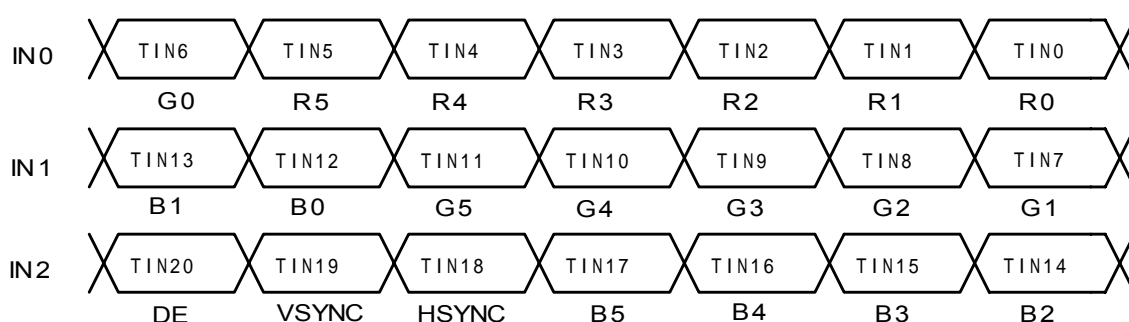 IN0 TIN6 TIN5 TIN4 TIN3 TIN2 TIN1 TIN0
G0 R5 R4 R3 R2 R1 R0
IN1 TIN13 TIN12 TIN11 TIN10 TIN9 TIN8 TIN7
B1 B0 G5 G4 G3 G2 G1
IN2 TIN20 TIN19 TIN18 TIN17 TIN16 TIN15 TIN14
DE VSYNC HSYNC B5 B4 B3 B2